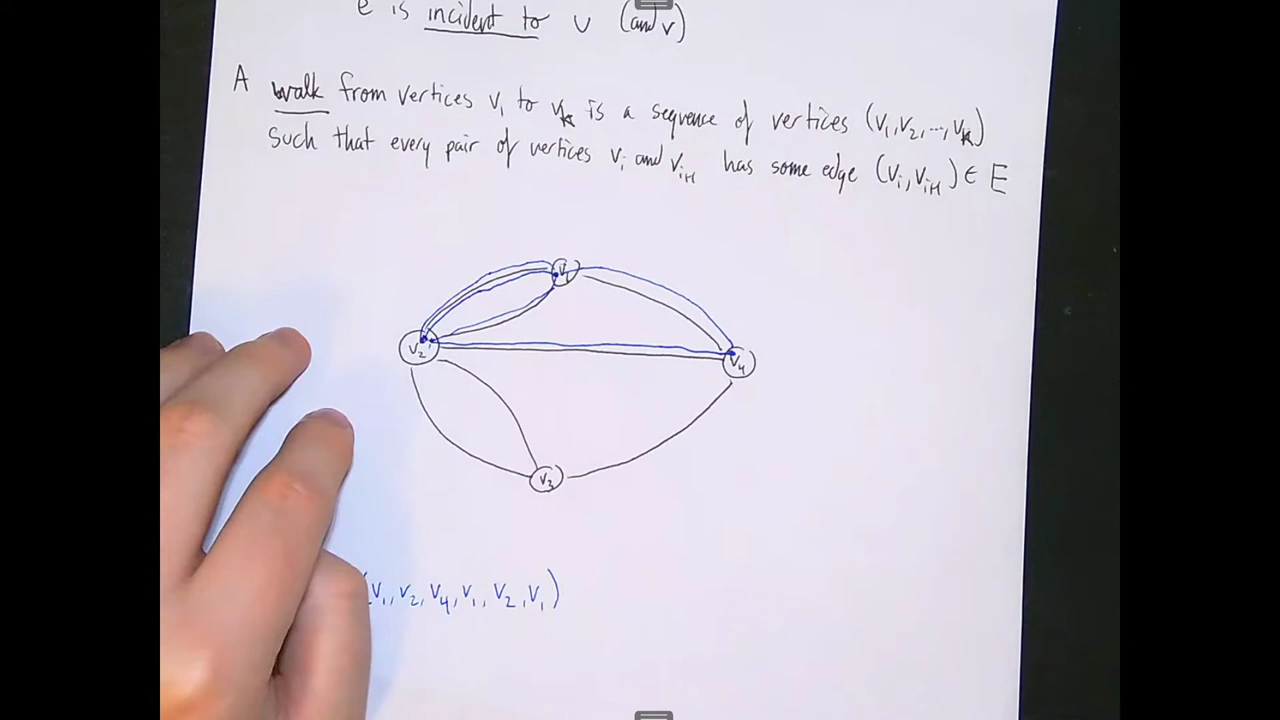 e is incident to u (and v)
A walk from vertices v₁ to vₖ is a sequence of vertices (v₁,v₂,...,vₖ)
such that every pair of vertices vᵢ and vᵢ₊₁ has some edge (vᵢ,vᵢ₊₁) ∈ E
v₁
v₂
v₄
v₃
(v₁,v₂,v₄,v₁,v₂,v₁)